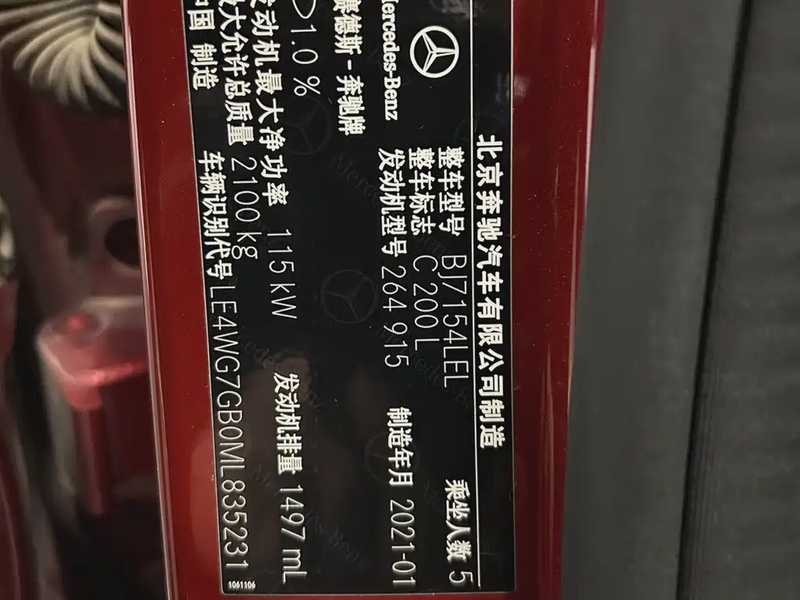 北京奔驰汽车有限公司制造
Mercedes-Benz
整车型号 BJ7154LEL 乘坐人数 5
整车标志 C 200 L
赛德斯-奔驰牌 发动机型号 264 915 制造年月 2021-01
1.0 %
发动机最大净功率 115 kW 发动机排量 1497 mL
最大允许总质量 2100 kg
中国 制造 车辆识别代号 LE4WG7GB0ML835231
1061106